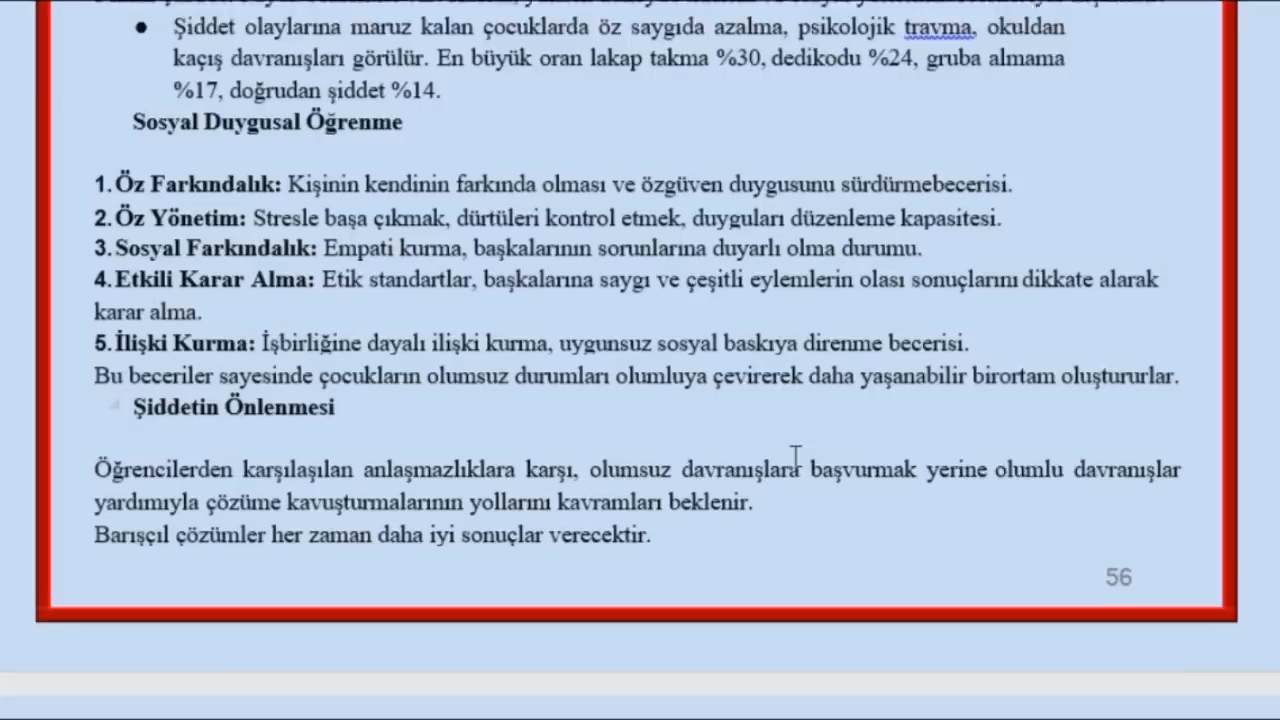 ● Şiddet olaylarına maruz kalan çocuklarda öz saygıda azalma, psikolojik travma, okuldan
kaçış davranışları görülür. En büyük oran lakap takma %30, dedikodu %24, gruba almama
%17, doğrudan şiddet %14.
Sosyal Duygusal Öğrenme
1. Öz Farkındalık: Kişinin kendinin farkında olması ve özgüven duygusunu sürdürmebecerisi.
2. Öz Yönetim: Stresle başa çıkmak, dürtüleri kontrol etmek, duyguları düzenleme kapasitesi.
3. Sosyal Farkındalık: Empati kurma, başkalarının sorunlarına duyarlı olma durumu.
4. Etkili Karar Alma: Etik standartlar, başkalarına saygı ve çeşitli eylemlerin olası sonuçlarını dikkate alarak
karar alma.
5. İlişki Kurma: İşbirliğine dayalı ilişki kurma, uygunsuz sosyal baskıya direnme becerisi.
Bu beceriler sayesinde çocukların olumsuz durumları olumluya çevirerek daha yaşanabilir birortam oluştururlar.
Şiddetin Önlenmesi
Öğrencilerden karşılaşılan anlaşmazlıklara karşı, olumsuz davranışlara başvurmak yerine olumlu davranışlar
yardımıyla çözüme kavuşturmalarının yollarını kavramları beklenir.
Barışçıl çözümler her zaman daha iyi sonuçlar verecektir.
56